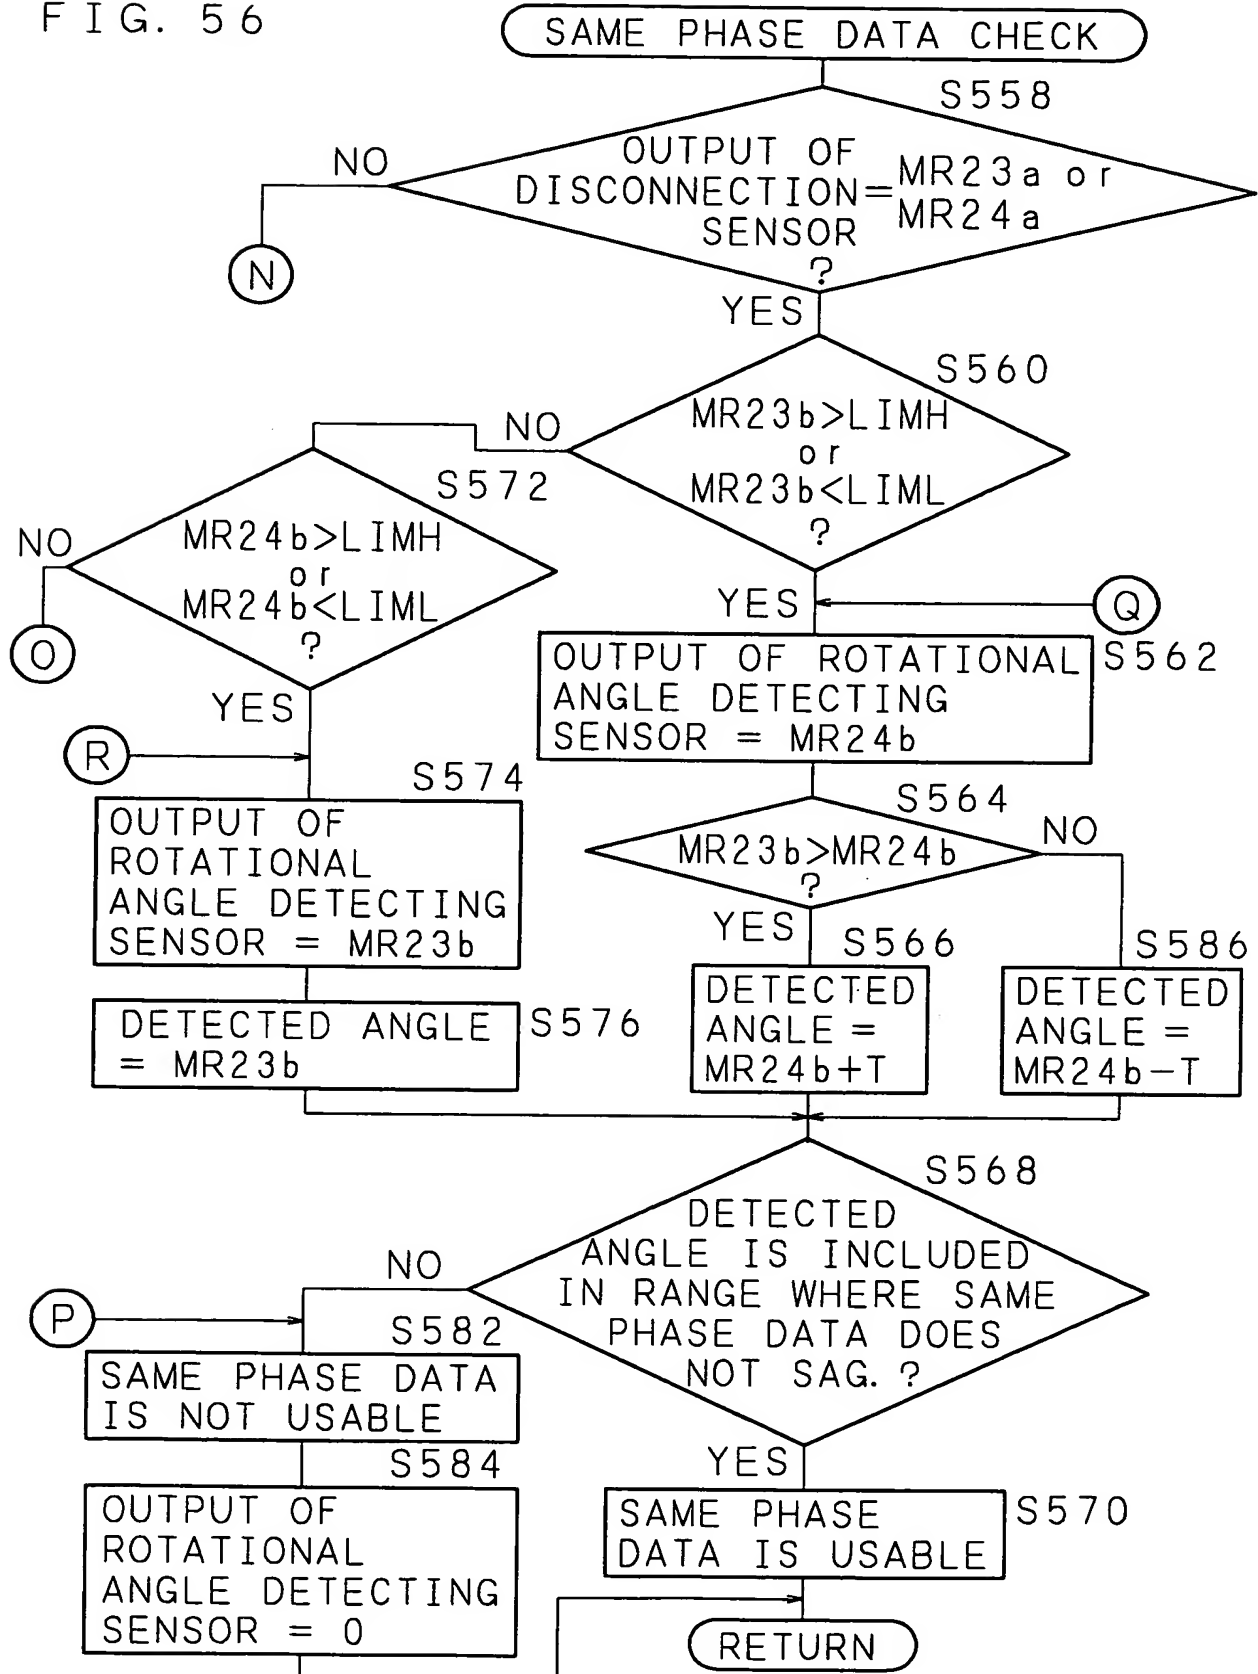 FIG. 56
SAME PHASE DATA CHECK
S558
OUTPUT OF
DISCONNECTION
SENSOR
=
MR23a or
MR24a
?
NO
N
YES
S560
MR23b>LIMH
or
MR23b<LIML
?
NO
S572
MR24b>LIMH
or
MR24b<LIML
?
NO
O
YES
YES
Q
S562
OUTPUT OF ROTATIONAL
ANGLE DETECTING
SENSOR = MR24b
R
S574
OUTPUT OF
ROTATIONAL
ANGLE DETECTING
SENSOR = MR23b
S564
MR23b>MR24b
?
NO
YES
S566
DETECTED
ANGLE =
MR24b+T
S586
DETECTED
ANGLE =
MR24b−T
DETECTED ANGLE
= MR23b
S576
S568
DETECTED
ANGLE IS INCLUDED
IN RANGE WHERE SAME
PHASE DATA DOES
NOT SAG. ?
NO
P
S582
SAME PHASE DATA
IS NOT USABLE
S584
OUTPUT OF
ROTATIONAL
ANGLE DETECTING
SENSOR = 0
YES
SAME PHASE
DATA IS USABLE
S570
RETURN